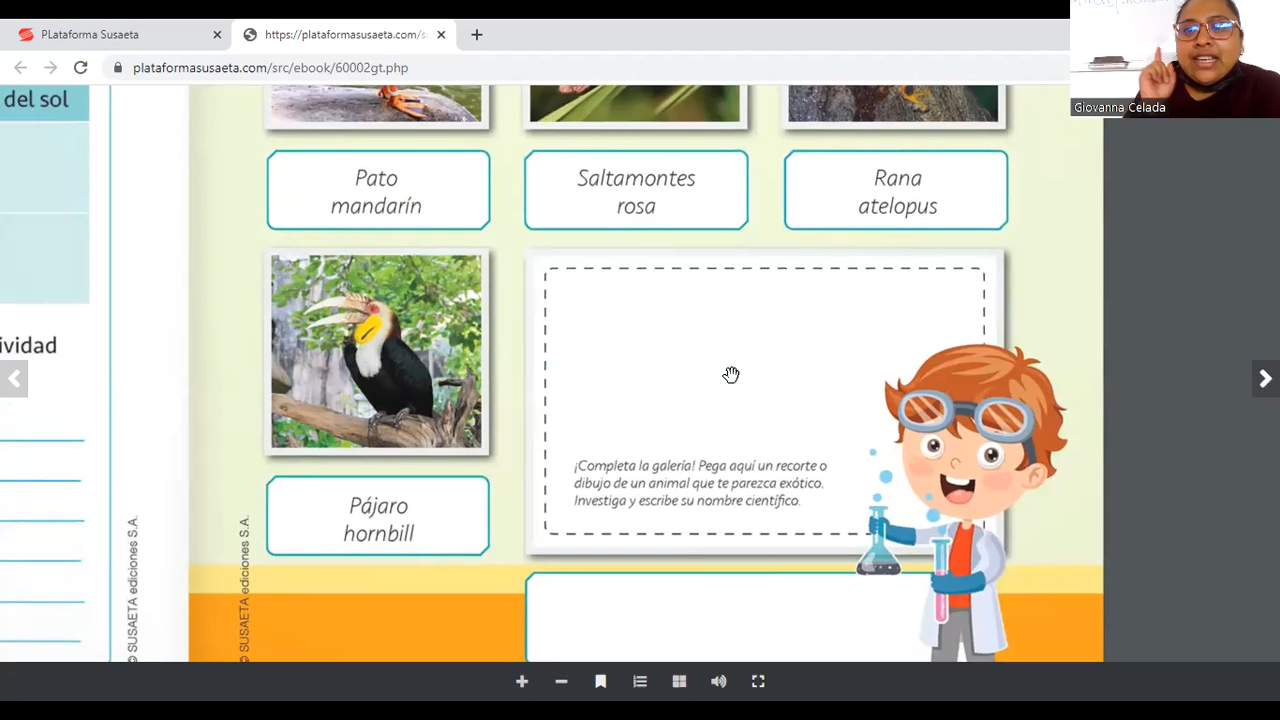 PLataforma Susaeta
https://plataformasusaeta.com/s
plataformasusaeta.com/src/ebook/60002gt.php
Giovanna Celada
del sol
Pato
mandarín
Saltamontes
rosa
Rana
atelopus
ividad
¡Completa la galería! Pega aquí un recorte o
dibujo de un animal que te parezca exótico.
Investiga y escribe su nombre científico.
Pájaro
hornbill
© SUSAETA ediciones S.A.
© SUSAETA ediciones S.A.